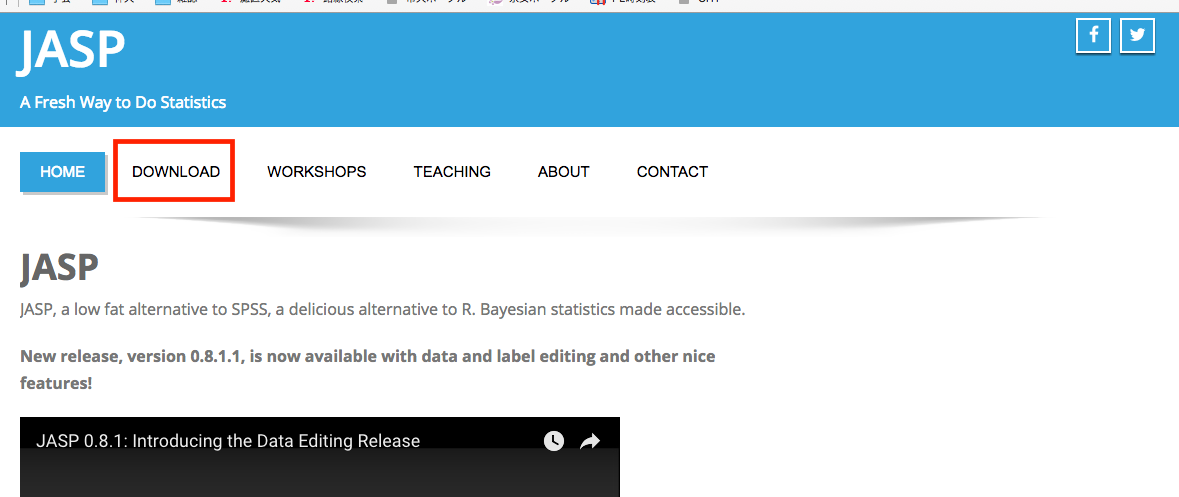 JASP
A Fresh Way to Do Statistics
HOME DOWNLOAD WORKSHOPS TEACHING ABOUT CONTACT
JASP
JASP, a low fat alternative to SPSS, a delicious alternative to R. Bayesian statistics made accessible.
New release, version 0.8.1.1, is now available with data and label editing and other nice
features!
JASP 0.8.1: Introducing the Data Editing Release